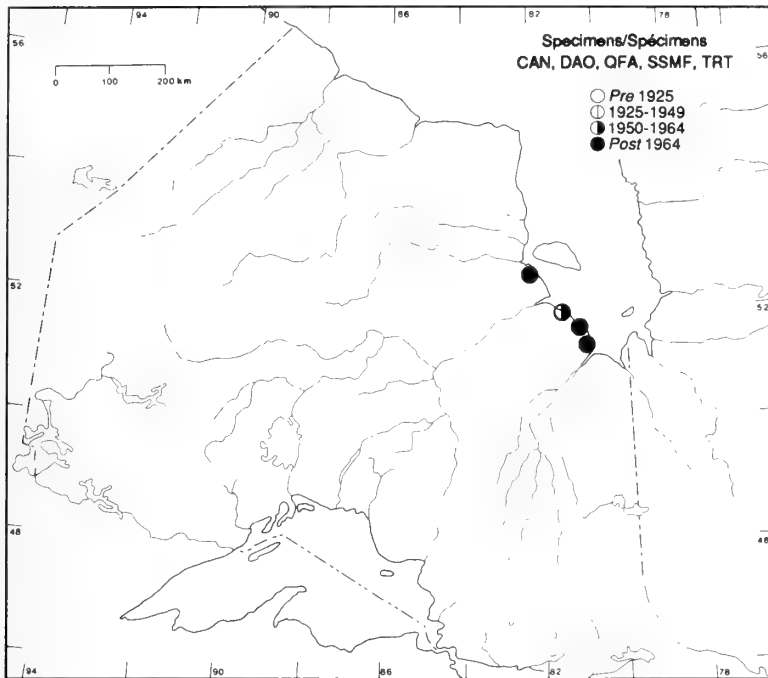 94 90 86 82 78
56 56
Specimens/Spécimens
CAN, DAO, QFA, SSMF, TRT
0 100 200 km
Pre 1925
1925-1949
1950-1964
Post 1964
52 52
48 48
94 90 86 82 78